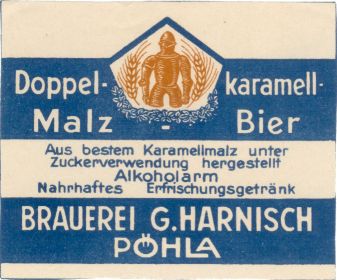 Doppel- karamell-
Malz - Bier
Aus bestem Karamellmalz unter
Zuckerverwendung hergestellt
Alkoholarm
Nahrhaftes Erfrischungsgetränk
BRAUEREI G.HARNISCH
PÖHLA